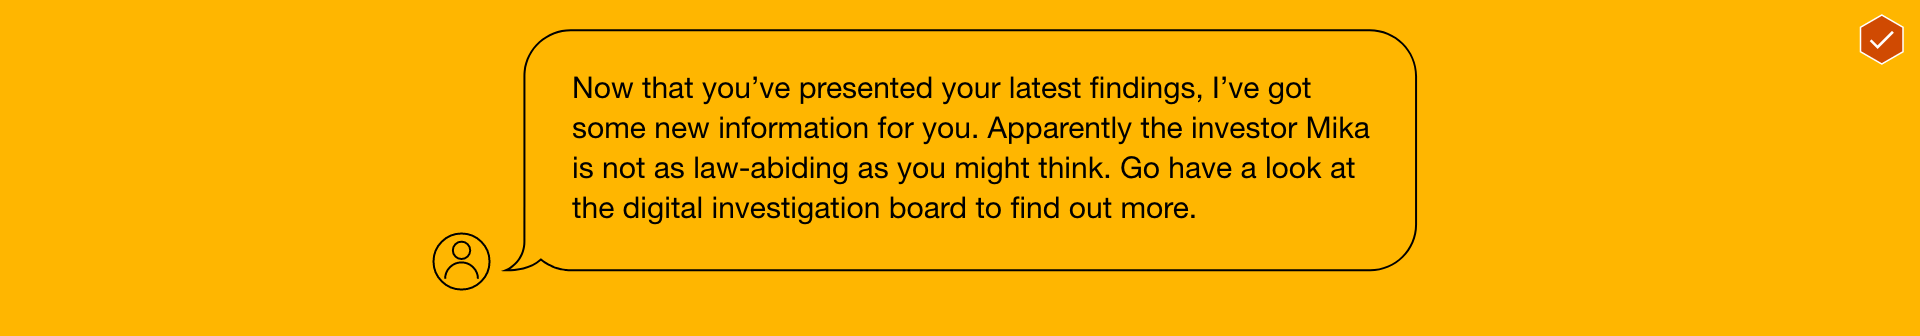 Now that you’ve presented your latest findings, I’ve got
some new information for you. Apparently the investor Mika
is not as law-abiding as you might think. Go have a look at
the digital investigation board to find out more.